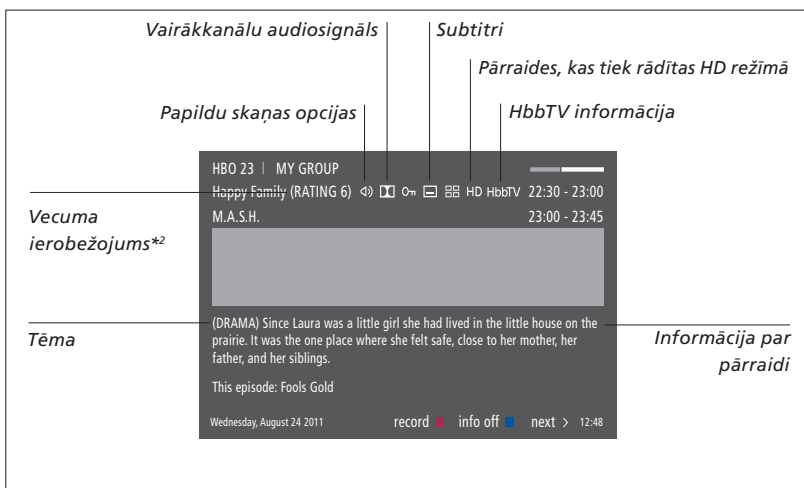 Vairākkanālu audiosignāls
Subtitri
Pārraides, kas tiek rādītas HD režīmā
Papildu skaņas opcijas
HbbTV informācija
HBO 23 | MY GROUP
Happy Family (RATING 6) HD HbbTV 22:30 - 23:00
M.A.S.H. 23:00 - 23:45
Vecuma
ierobežojums*2
(DRAMA) Since Laura was a little girl she had lived in the little house on the
prairie. It was the one place where she felt safe, close to her mother, her
father, and her siblings.
Tēma
Informācija par
pārraidi
This episode: Fools Gold
Wednesday, August 24 2011 record info off next > 12:48